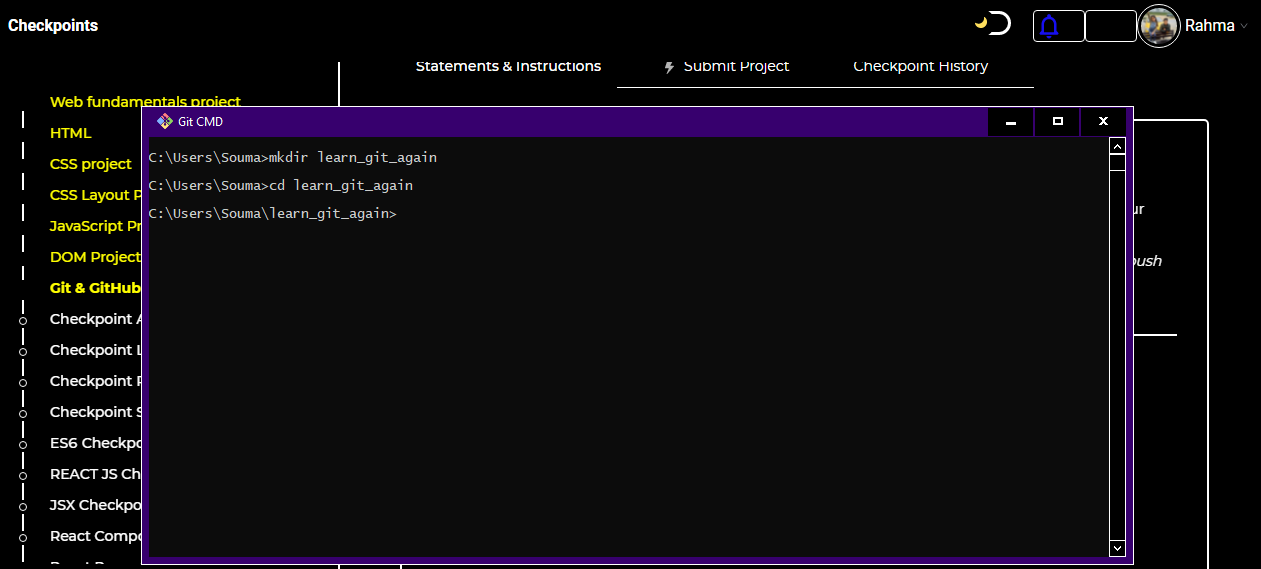 Checkpoints
Rahma
Statements & Instructions
Submit Project
Checkpoint History
Web fundamentals project
HTML
CSS project
CSS Layout P
JavaScript Pr
DOM Project
Git & GitHub
Checkpoint A
Checkpoint L
Checkpoint
Checkpoint S
ES6 Checkpo
REACT JS Ch
JSX Checkpo
React Compo
Git CMD
C:\Users\Souma>mkdir learn_git_again
C:\Users\Souma>cd learn_git_again
C:\Users\Souma\learn_git_again>
ur
push